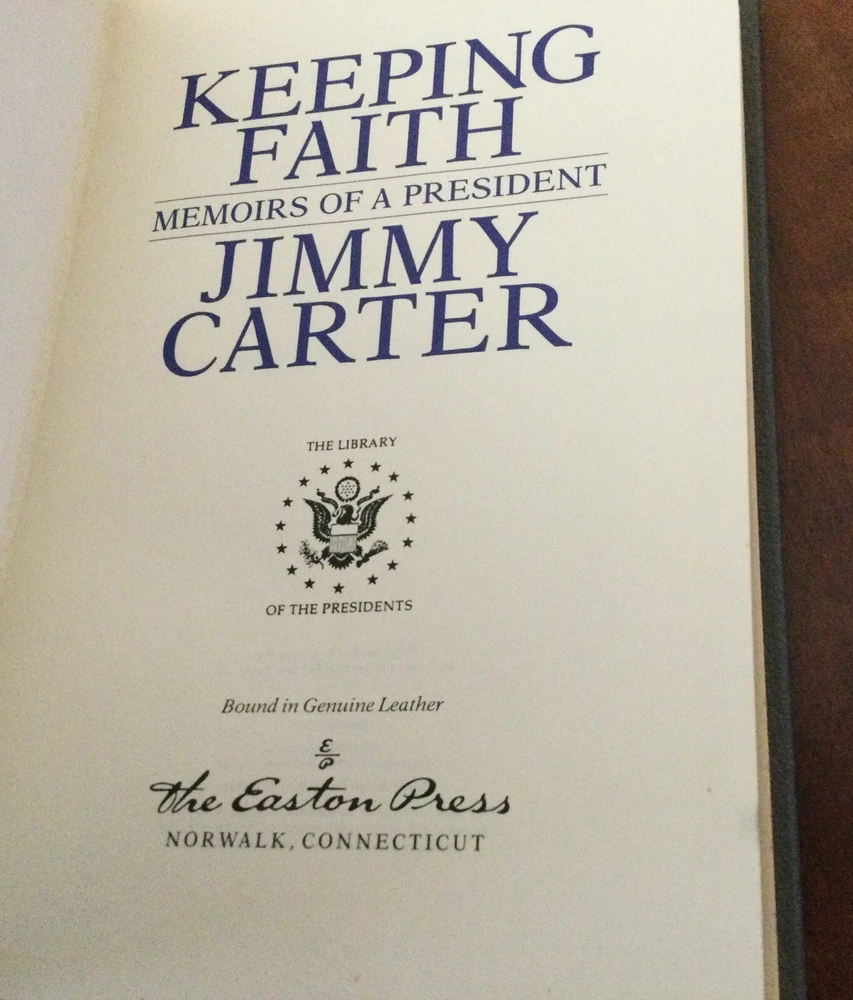 KEEPING
FAITH
MEMOIRS OF A PRESIDENT
JIMMY
CARTER
THE LIBRARY
OF THE PRESIDENTS
Bound in Genuine Leather
E
P
The Easton Press
NORWALK, CONNECTICUT